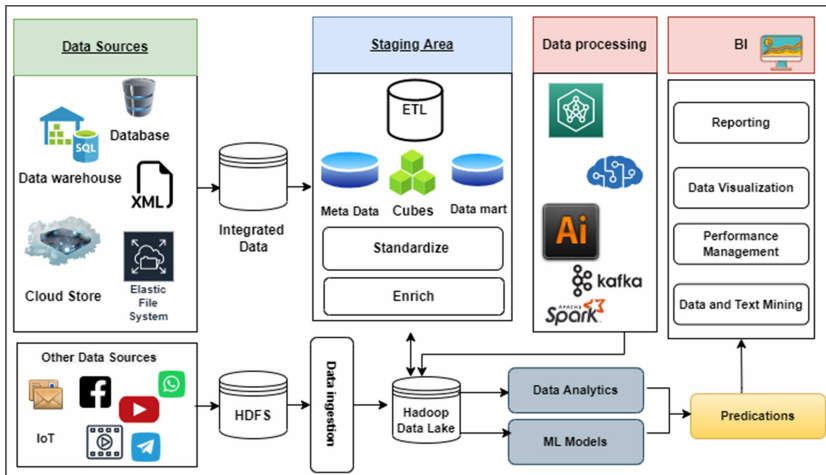 Data Sources
Database
SQL
Data warehouse
XML
Cloud Store
Elastic
File
System
Integrated
Data
Staging Area
ETL
Meta Data
Cubes
Data mart
Standardize
Enrich
Data processing
Ai
kafka
APACHE
Spark
BI
Reporting
Data Visualization
Performance
Management
Data and Text Mining
Other Data Sources
IoT
HDFS
Data ingestion
Hadoop
Data Lake
Data Analytics
ML Models
Predications